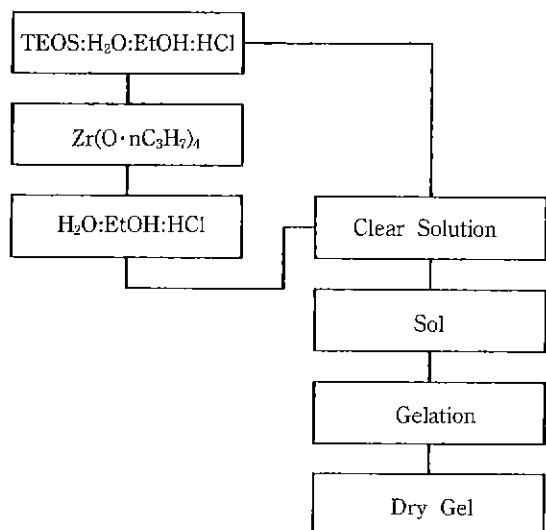 TEOS:H₂O:EtOH:HCl
Zr(O·nC₃H₇)₄
H₂O:EtOH:HCl
Clear Solution
Sol
Gelation
Dry Gel